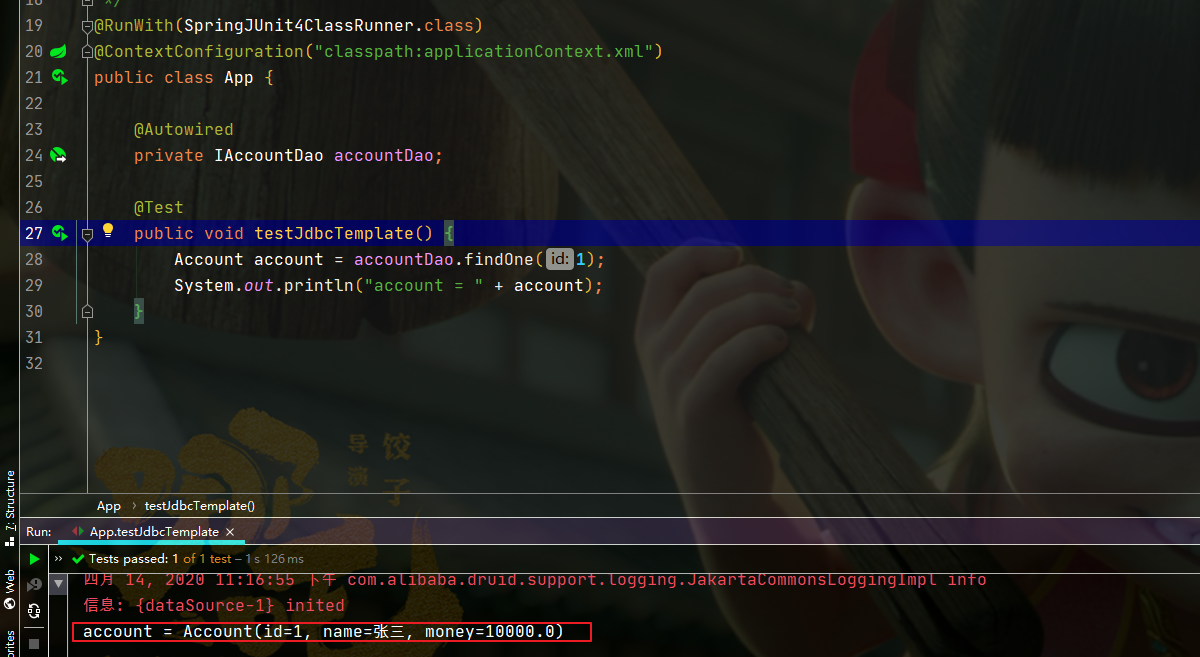 18 */
19 @RunWith(SpringJUnit4ClassRunner.class)
20 @ContextConfiguration("classpath:applicationContext.xml")
21 public class App {
22
23 @Autowired
24 private IAccountDao accountDao;
25
26 @Test
27 public void testJdbcTemplate() {
28 Account account = accountDao.findOne( id: 1);
29 System.out.println("account = " + account);
30 }
31 }
32
导演
饺子
Z: Structure
App › testJdbcTemplate()
Run: App.testJdbcTemplate ×
» Tests passed: 1 of 1 test – 1 s 126 ms
Web
四月 14, 2020 11:16:55 下午 com.alibaba.druid.support.logging.JakartaCommonsLoggingImpl info
信息: {dataSource-1} inited
account = Account(id=1, name=张三, money=10000.0)